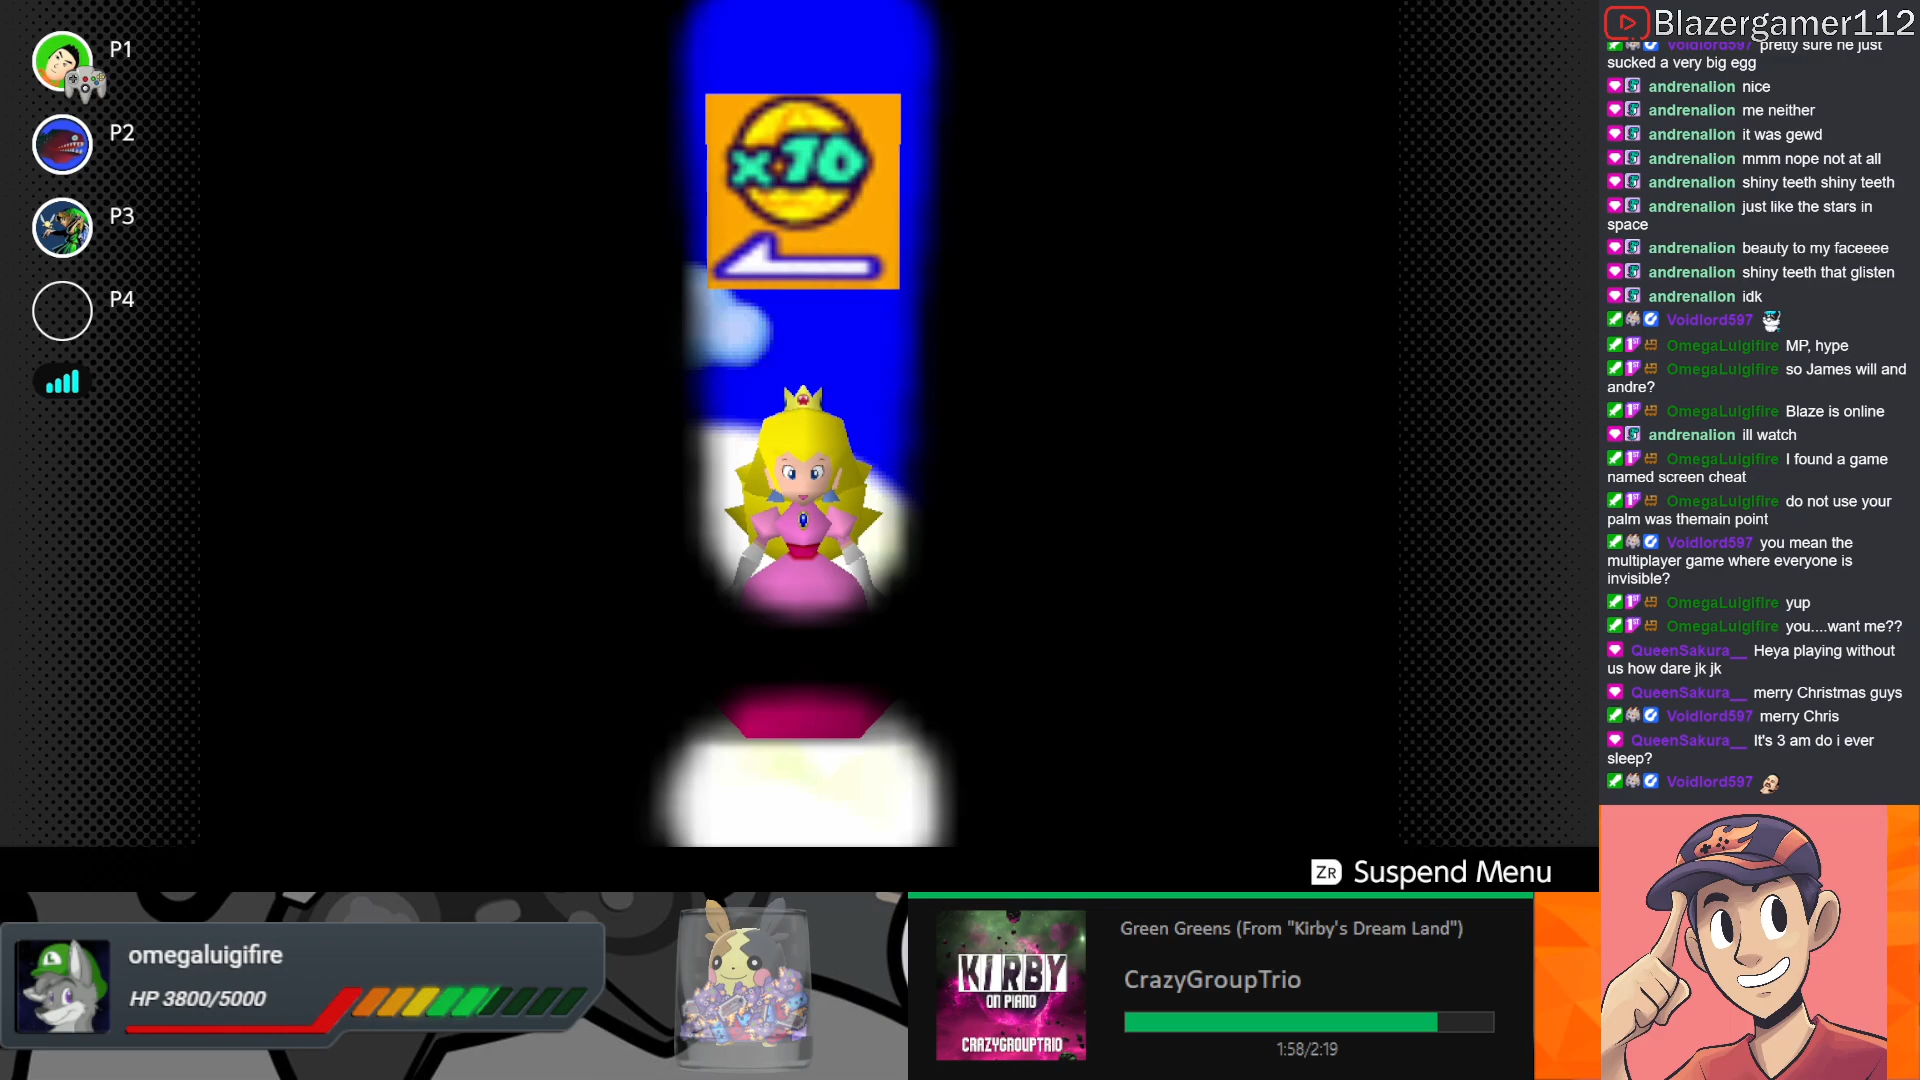 P1
P2
P3
P4
x10
ZR Suspend Menu
Blazergamer112
Voidlord597 pretty sure he just
sucked a very big egg
andrenalion nice
andrenalion me neither
andrenalion it was gewd
andrenalion mmm nope not at all
andrenalion shiny teeth shiny teeth
andrenalion just like the stars in
space
andrenalion beauty to my faceeee
andrenalion shiny teeth that glisten
andrenalion idk
Voidlord597
OmegaLuigifire MP, hype
OmegaLuigifire so James will and
andre?
OmegaLuigifire Blaze is online
andrenalion ill watch
OmegaLuigifire I found a game
named screen cheat
OmegaLuigifire do not use your
palm was themain point
Voidlord597 you mean the
multiplayer game where everyone is
invisible?
OmegaLuigifire yup
OmegaLuigifire you....want me??
QueenSakura__ Heya playing without
us how dare jk jk
QueenSakura__ merry Christmas guys
Voidlord597 merry Chris
QueenSakura__ It's 3 am do i ever
sleep?
Voidlord597
omegaluigifire
HP 3800/5000
KIRBY
ON PIANO
CRAZYGROUPTRIO
Green Greens (From "Kirby's Dream Land")
CrazyGroupTrio
1:58/2:19